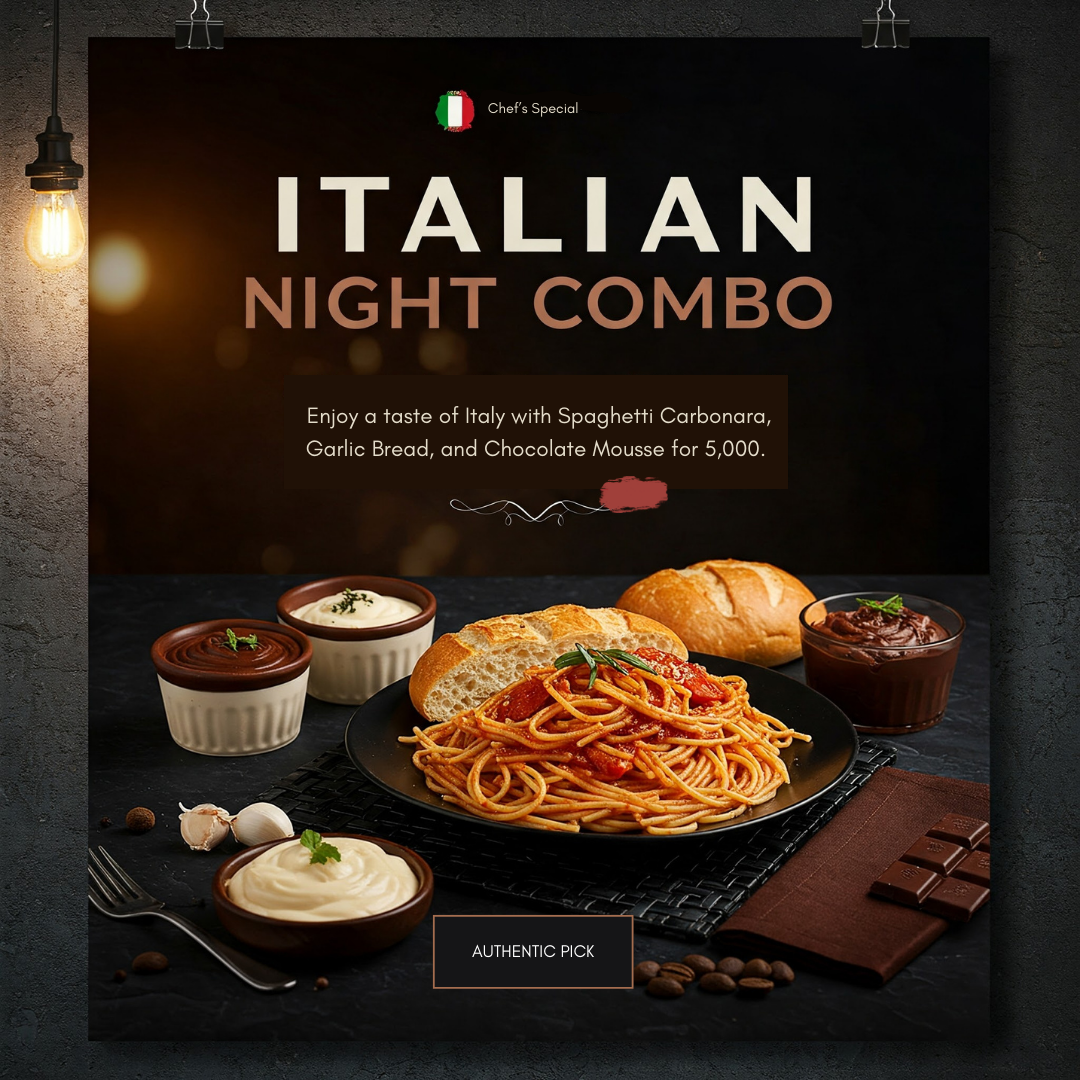 Chef's Special
ITALIAN
NIGHT COMBO
Enjoy a taste of Italy with Spaghetti Carbonara,
Garlic Bread, and Chocolate Mousse for 5,000.
AUTHENTIC PICK